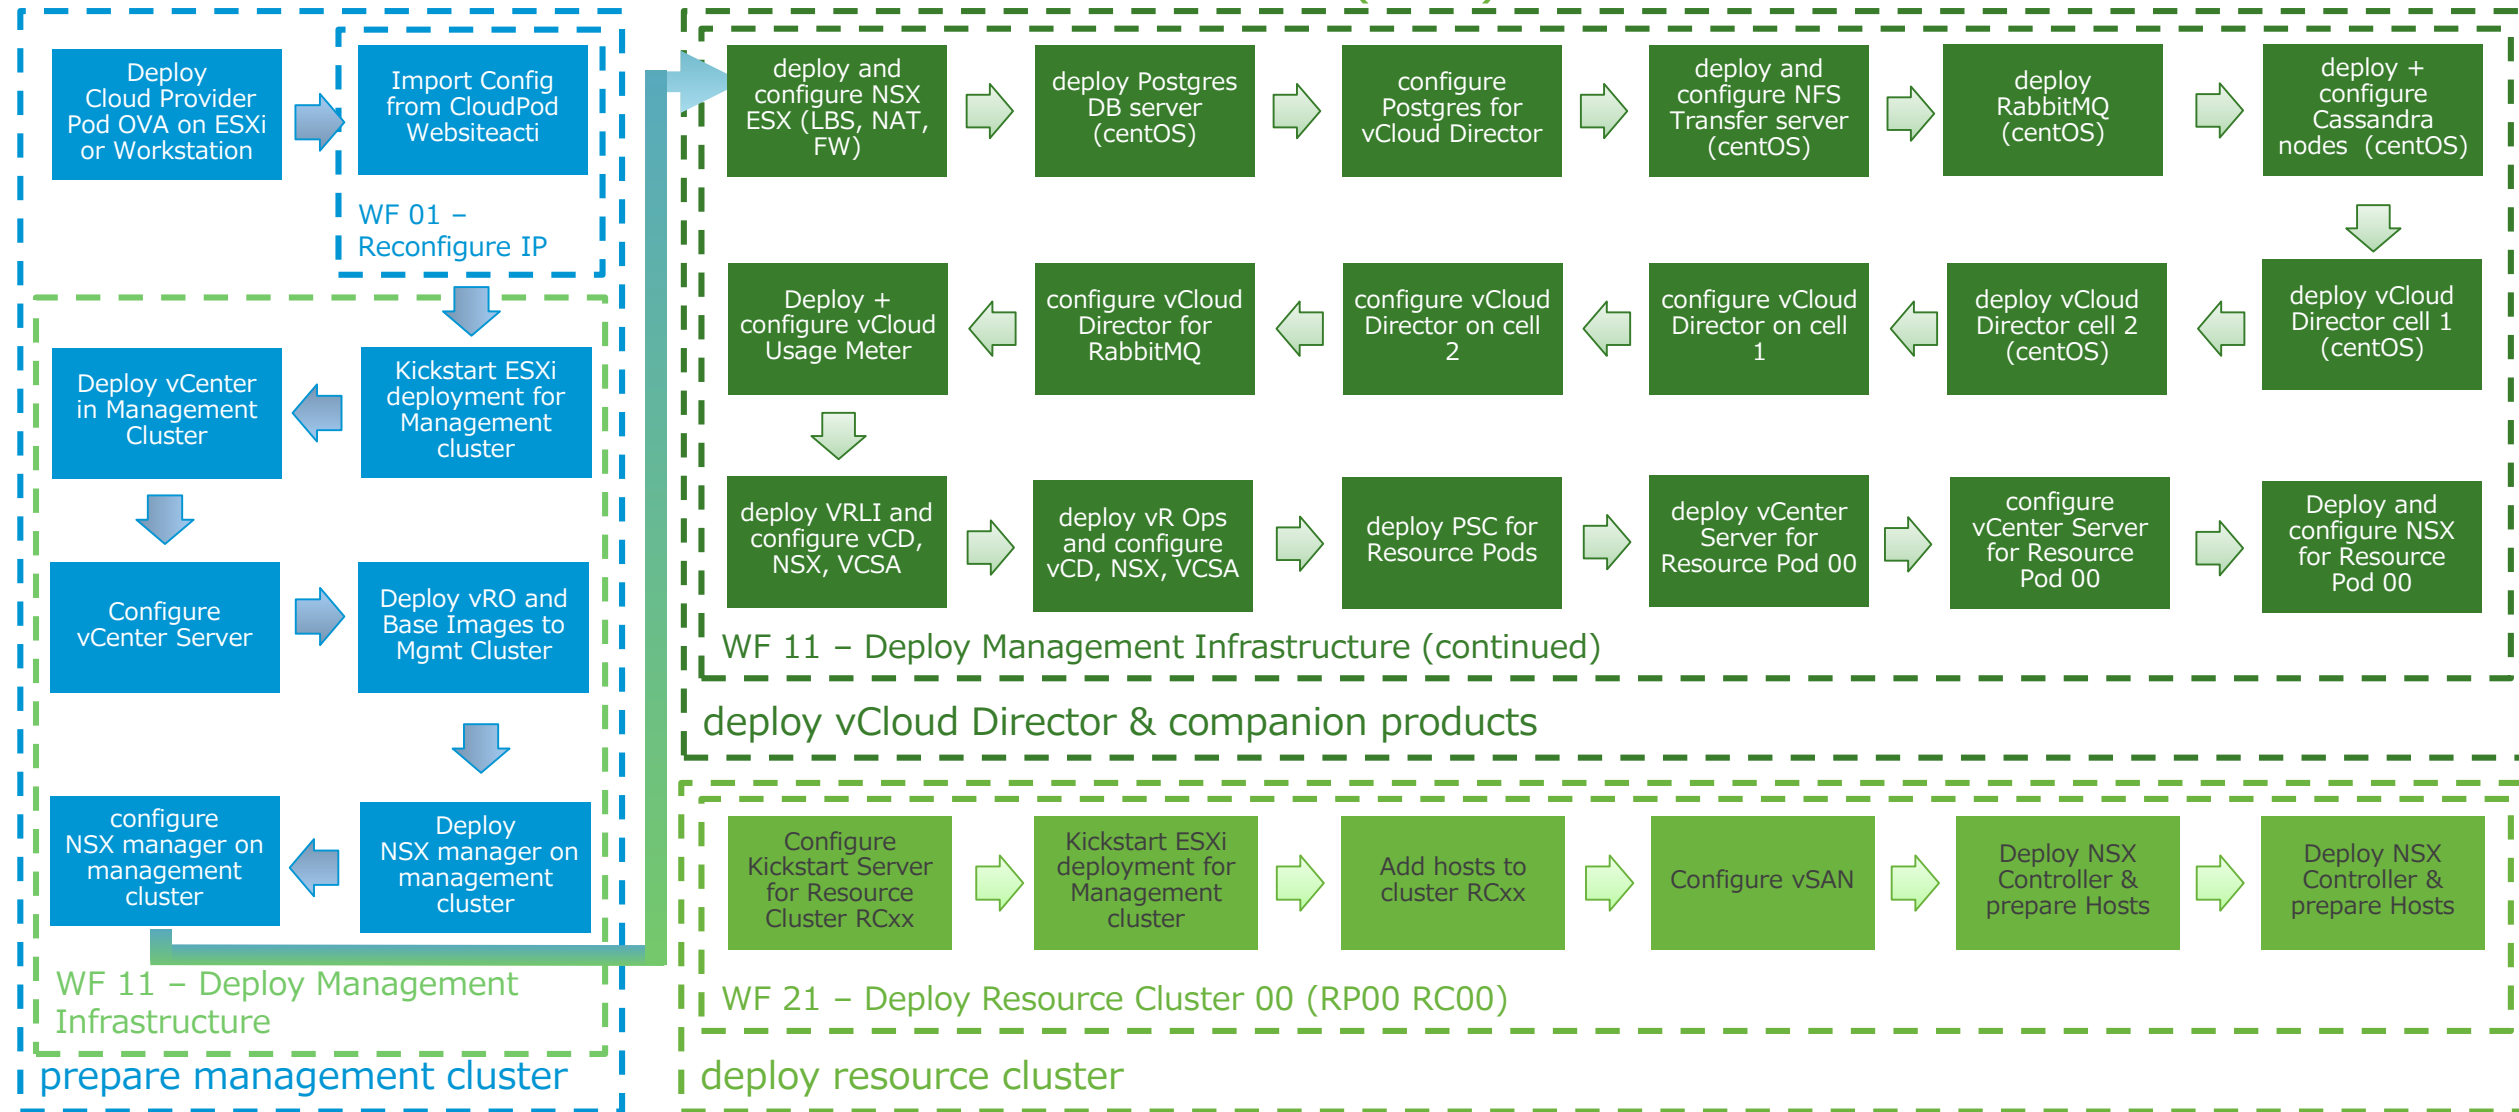 Deploy
Cloud Provider
Pod OVA on ESXi
or Workstation
Import Config
from CloudPod
Websiteacti
WF 01 –
Reconfigure IP
Kickstart ESXi
deployment for
Management
cluster
Deploy vCenter
in Management
Cluster
Configure
vCenter Server
Deploy vRO and
Base Images to
Mgmt Cluster
Deploy
NSX manager on
management
cluster
configure
NSX manager on
management
cluster
WF 11 – Deploy Management
Infrastructure
prepare management cluster
deploy and
configure NSX
ESX (LBS, NAT,
FW)
deploy Postgres
DB server
(centOS)
configure
Postgres for
vCloud Director
deploy and
configure NFS
Transfer server
(centOS)
deploy
RabbitMQ
(centOS)
deploy +
configure
Cassandra
nodes (centOS)
deploy vCloud
Director cell 1
(centOS)
deploy vCloud
Director cell 2
(centOS)
configure vCloud
Director on cell
1
configure vCloud
Director on cell
2
configure vCloud
Director for
RabbitMQ
Deploy +
configure vCloud
Usage Meter
deploy VRLI and
configure vCD,
NSX, VCSA
deploy vR Ops
and configure
vCD, NSX, VCSA
deploy PSC for
Resource Pods
deploy vCenter
Server for
Resource Pod 00
configure
vCenter Server
for Resource
Pod 00
Deploy and
configure NSX
for Resource
Pod 00
WF 11 – Deploy Management Infrastructure (continued)
deploy vCloud Director & companion products
Configure
Kickstart Server
for Resource
Cluster RCxx
Kickstart ESXi
deployment for
Management
cluster
Add hosts to
cluster RCxx
Configure vSAN
Deploy NSX
Controller &
prepare Hosts
Deploy NSX
Controller &
prepare Hosts
WF 21 – Deploy Resource Cluster 00 (RP00 RC00)
deploy resource cluster